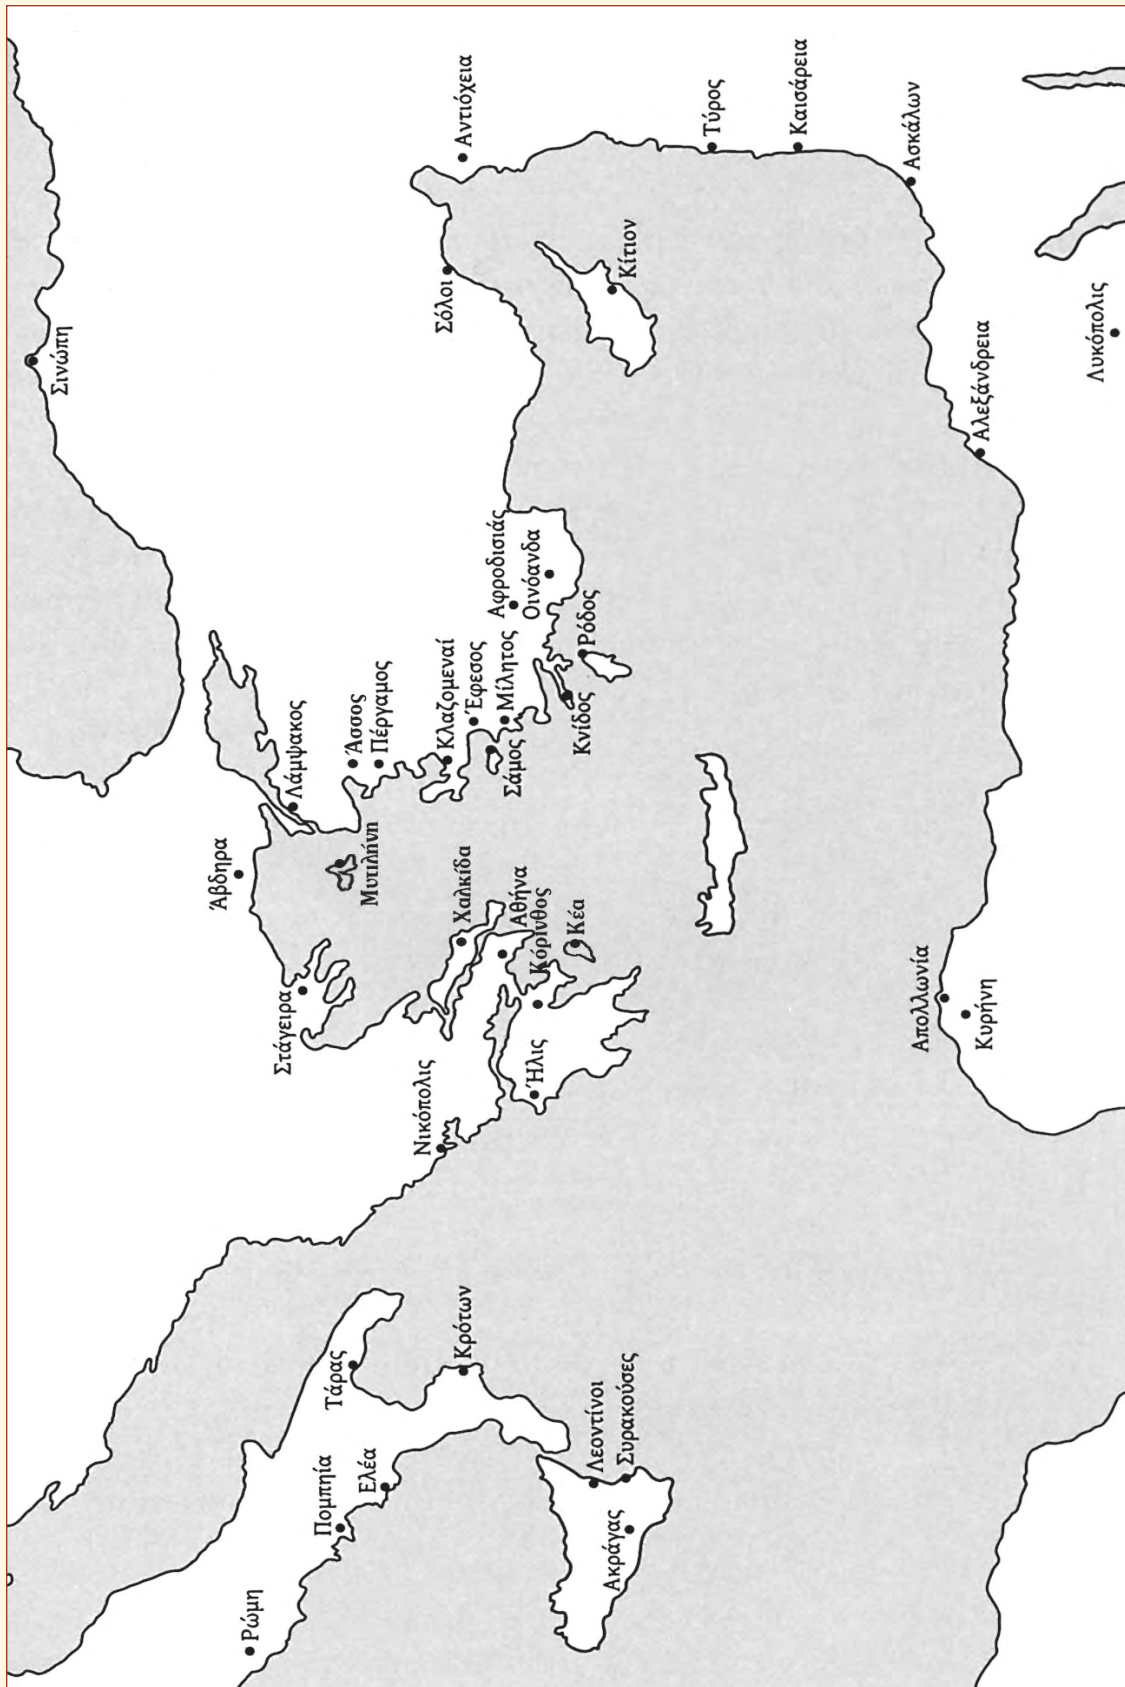 Σινώπη
Αντιόχεια
Σόλοι
Τύρος
Καισάρεια
Ασκάλων
Κίτιον
Λυκόπολις
Αλεξάνδρεια
Αφροδισιάς
Οινόανδα
Ρόδος
Κνίδος
Μίλητος
Έφεσος
Σάμος
Κλαζομεναί
Πέργαμος
Άσσος
Λάμψακος
Μυτιλήνη
Άβδηρα
Στάγειρα
Χαλκίδα
Αθήνα
Κόρινθος
Κέα
Ήλις
Νικόπολις
Απολλωνία
Κυρήνη
Κρότων
Τάρας
Ελέα
Πομπηία
Ρώμη
Λεοντίνοι
Συρακούσες
Ακράγας